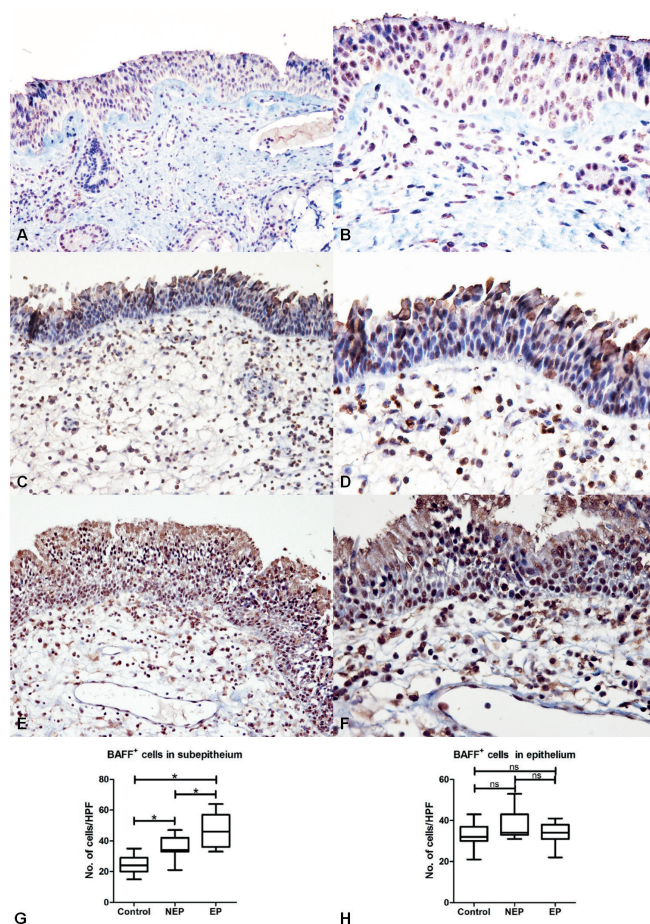 A
B
C
D
E
F
BAFF+ cells in subepitheium
No. of cells/HPF
80
60
40
20
0
*
*
*
Control NEP EP
G
BAFF+ cells in epithelium
No. of cells/HPF
60
40
20
0
ns
ns
ns
Control NEP EP
H